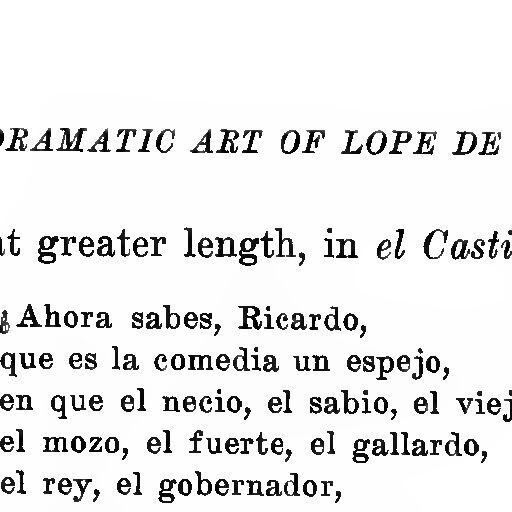 DRAMATIC ART OF LOPE DE
at greater length, in el Casti
¿Ahora sabes, Ricardo,
que es la comedia un espejo,
en que el necio, el sabio, el viej
el mozo, el fuerte, el gallardo,
el rey, el gobernador,